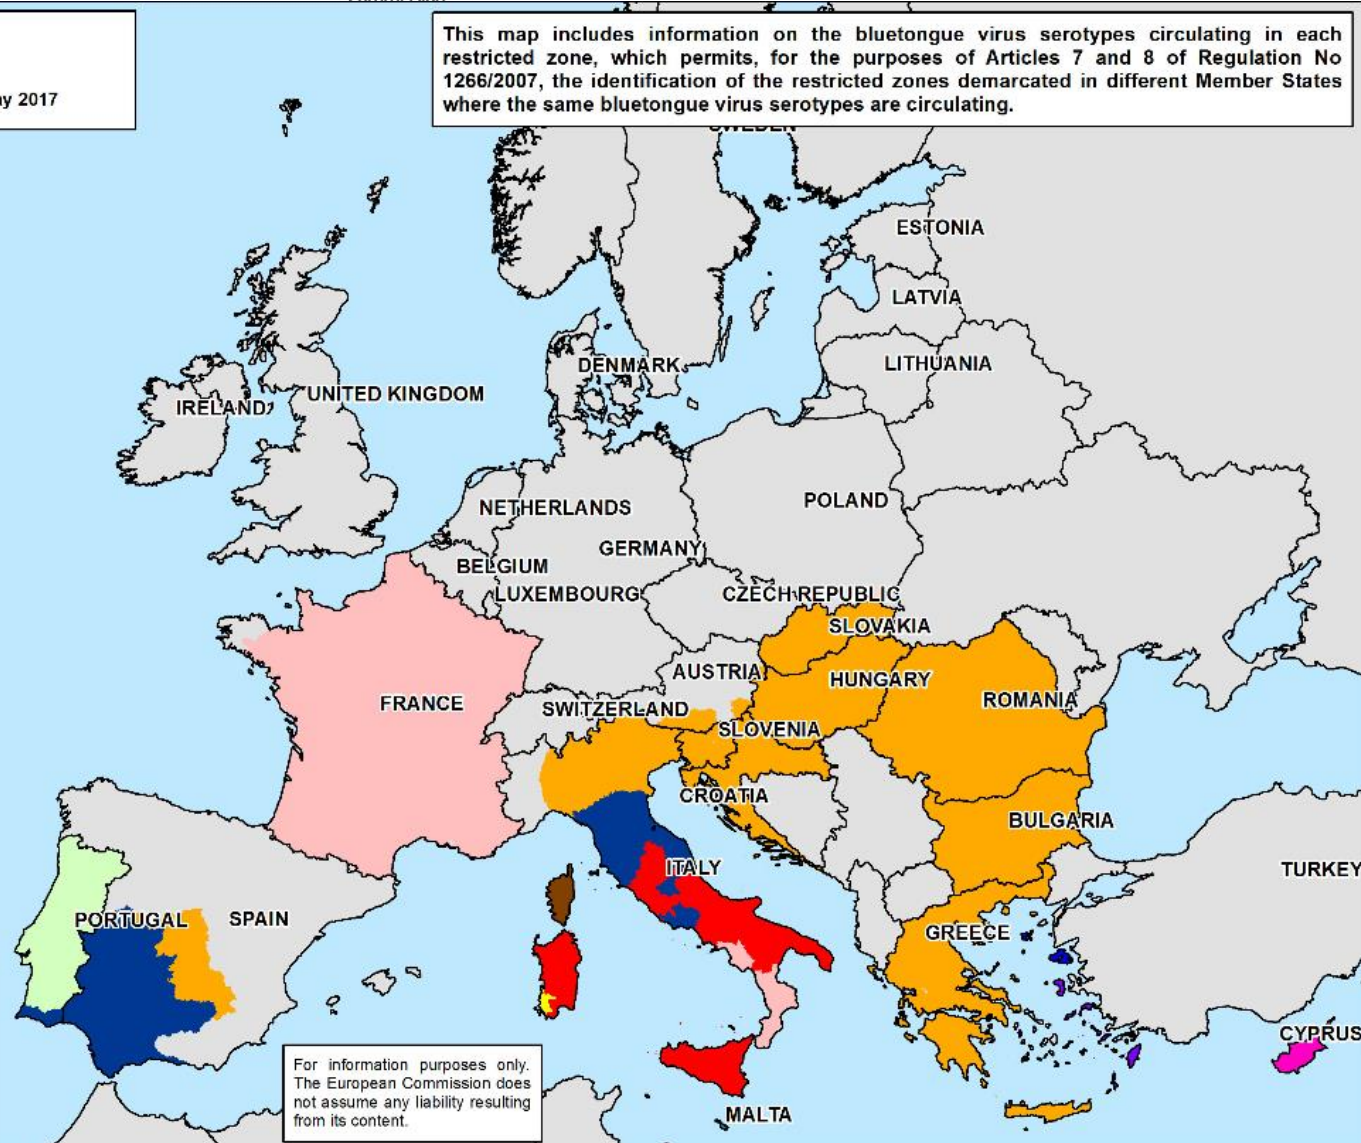 ay 2017
This map includes information on the bluetongue virus serotypes circulating in each
restricted zone, which permits, for the purposes of Articles 7 and 8 of Regulation No
1266/2007, the identification of the restricted zones demarcated in different Member States
where the same bluetongue virus serotypes are circulating.
SWEDEN
ESTONIA
LATVIA
LITHUANIA
DENMARK
UNITED KINGDOM
IRELAND
NETHERLANDS
POLAND
GERMANY
BELGIUM
LUXEMBOURG
CZECH REPUBLIC
SLOVAKIA
AUSTRIA
HUNGARY
ROMANIA
FRANCE
SWITZERLAND
SLOVENIA
CROATIA
BULGARIA
ITALY
TURKEY
PORTUGAL
SPAIN
GREECE
CYPRUS
For information purposes only.
The European Commission does
not assume any liability resulting
from its content.
MALTA